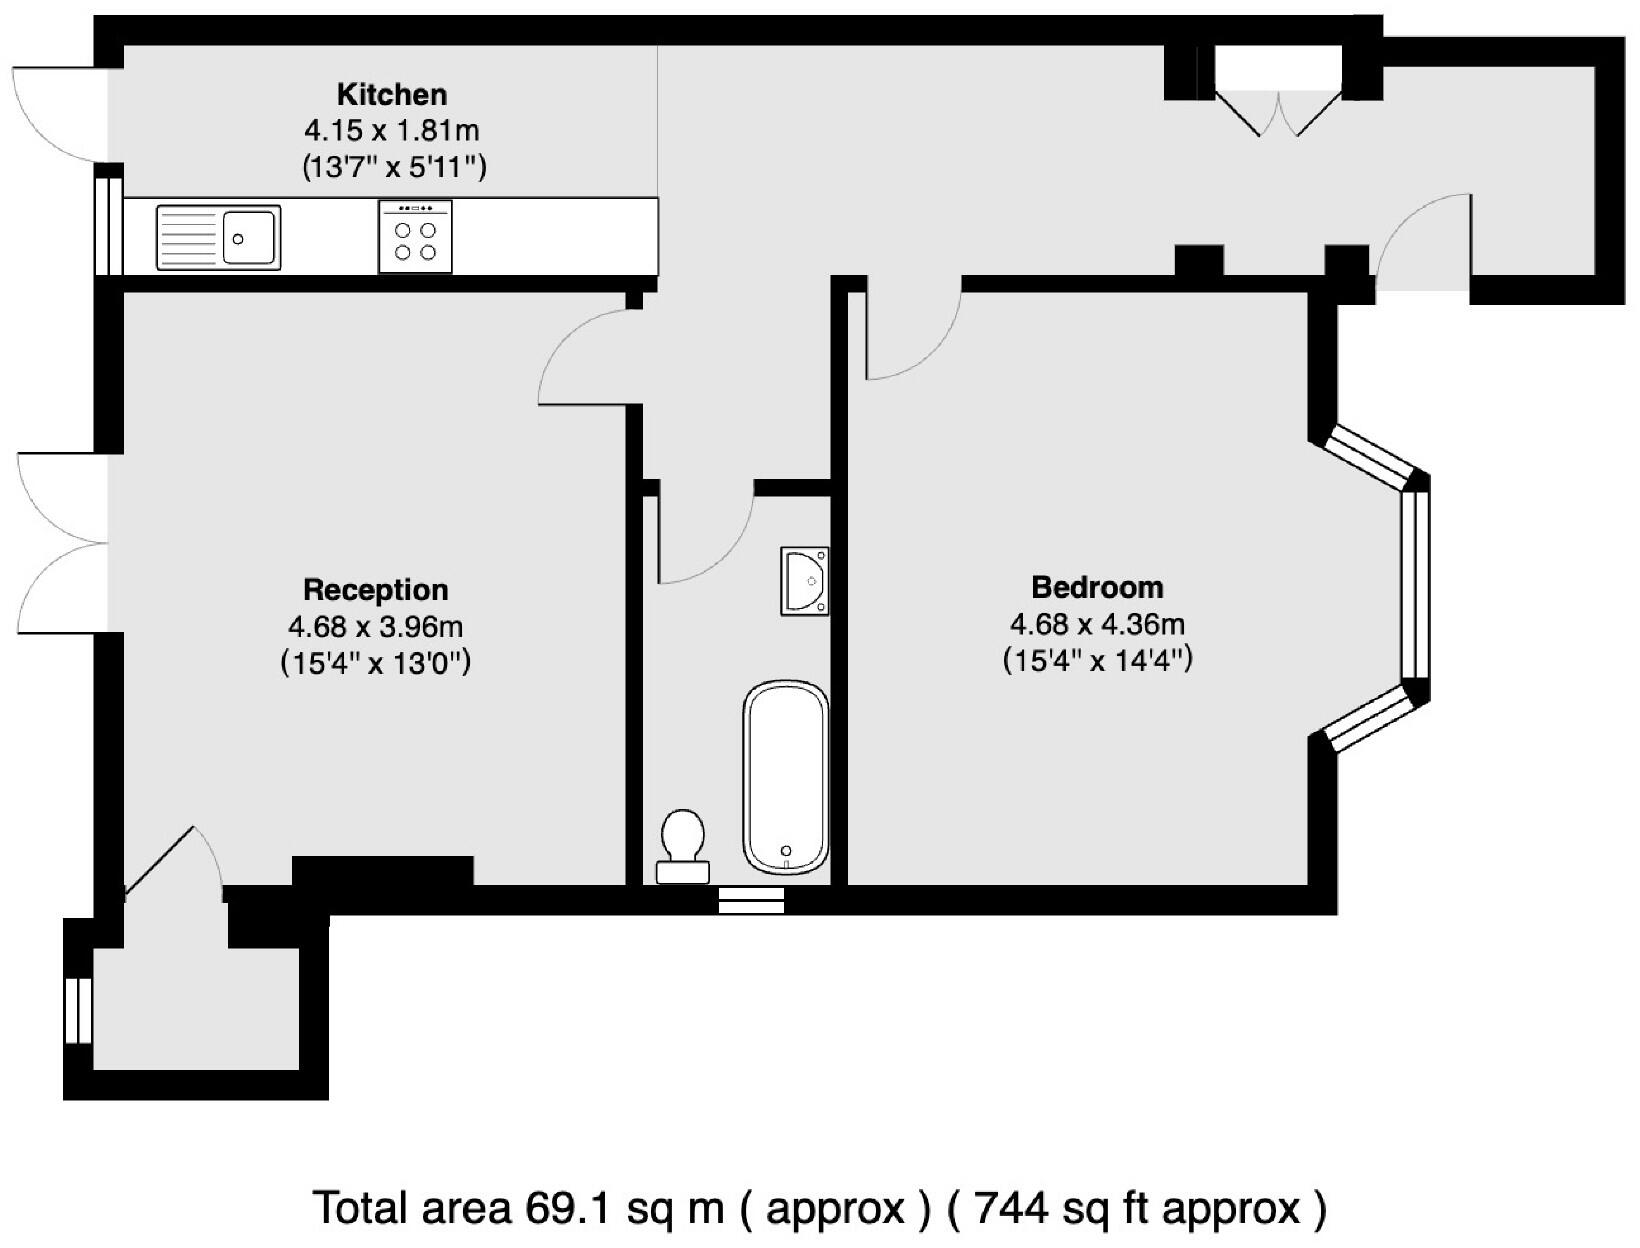 Kitchen
4.15 x 1.81m
(13'7" x 5'11")
Reception
4.68 x 3.96m
(15'4" x 13'0")
Bedroom
4.68 x 4.36m
(15'4" x 14'4")
Total area 69.1 sq m ( approx ) ( 744 sq ft approx )